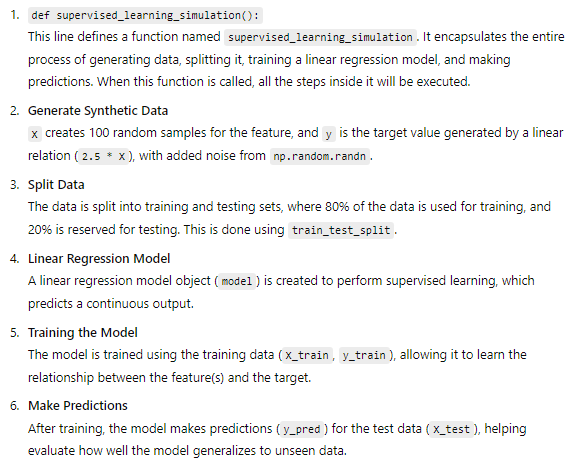 1. def supervised_learning_simulation():
This line defines a function named supervised_learning_simulation. It encapsulates the entire
process of generating data, splitting it, training a linear regression model, and making
predictions. When this function is called, all the steps inside it will be executed.
2. Generate Synthetic Data
X creates 100 random samples for the feature, and y is the target value generated by a linear
relation (2.5 * X), with added noise from np.random.randn.
3. Split Data
The data is split into training and testing sets, where 80% of the data is used for training, and
20% is reserved for testing. This is done using train_test_split.
4. Linear Regression Model
A linear regression model object (model) is created to perform supervised learning, which
predicts a continuous output.
5. Training the Model
The model is trained using the training data (X_train, y_train), allowing it to learn the
relationship between the feature(s) and the target.
6. Make Predictions
After training, the model makes predictions (y_pred) for the test data (X_test), helping
evaluate how well the model generalizes to unseen data.